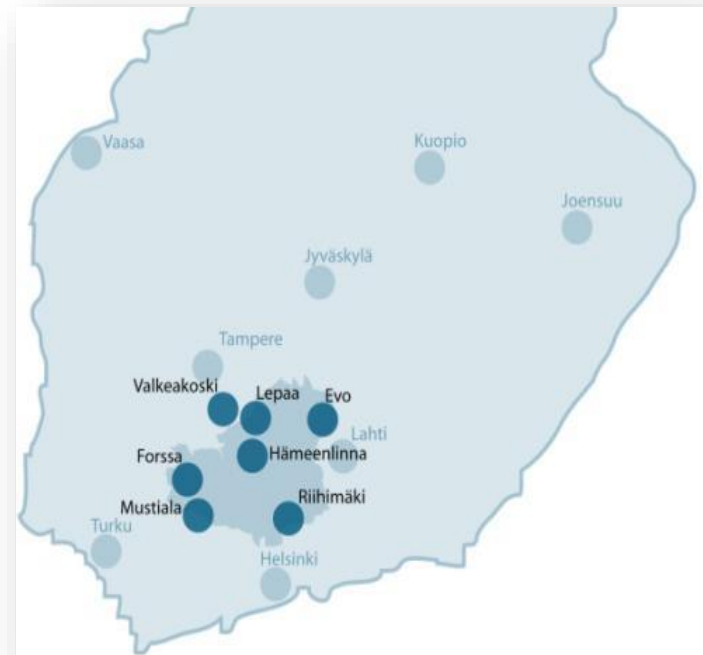 Vaasa
Kuopio
Joensuu
Jyväskylä
Tampere
Valkeakoski
Lepaa
Evo
Lahti
Forssa
Hämeenlinna
Mustiala
Riihimäki
Turku
Helsinki